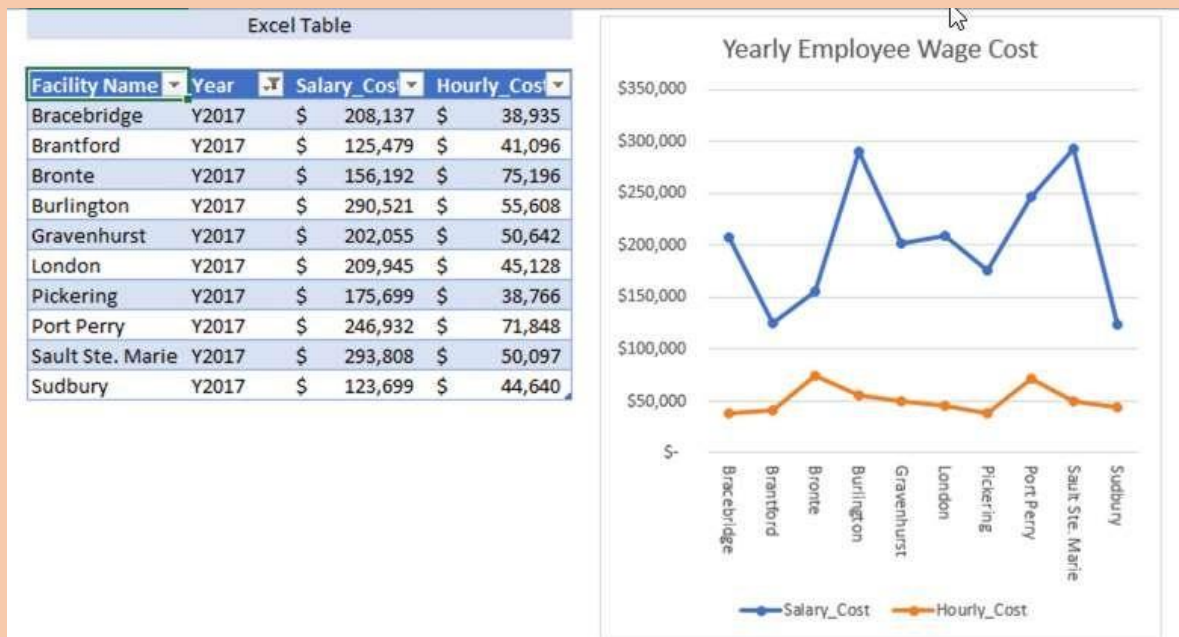 Excel Table
Facility Name Year Salary_Cost Hourly_Cost
Bracebridge Y2017 $ 208,137 $ 38,935
Brantford Y2017 $ 125,479 $ 41,096
Bronte Y2017 $ 156,192 $ 75,196
Burlington Y2017 $ 290,521 $ 55,608
Gravenhurst Y2017 $ 202,055 $ 50,642
London Y2017 $ 209,945 $ 45,128
Pickering Y2017 $ 175,699 $ 38,766
Port Perry Y2017 $ 246,932 $ 71,848
Sault Ste. Marie Y2017 $ 293,808 $ 50,097
Sudbury Y2017 $ 123,699 $ 44,640
Yearly Employee Wage Cost
$350,000
$300,000
$250,000
$200,000
$150,000
$100,000
$50,000
$-
Bracebridge
Brantford
Bronte
Burlington
Gravenhurst
London
Pickering
Port Perry
Sault Ste. Marie
Sudbury
Salary_Cost Hourly_Cost